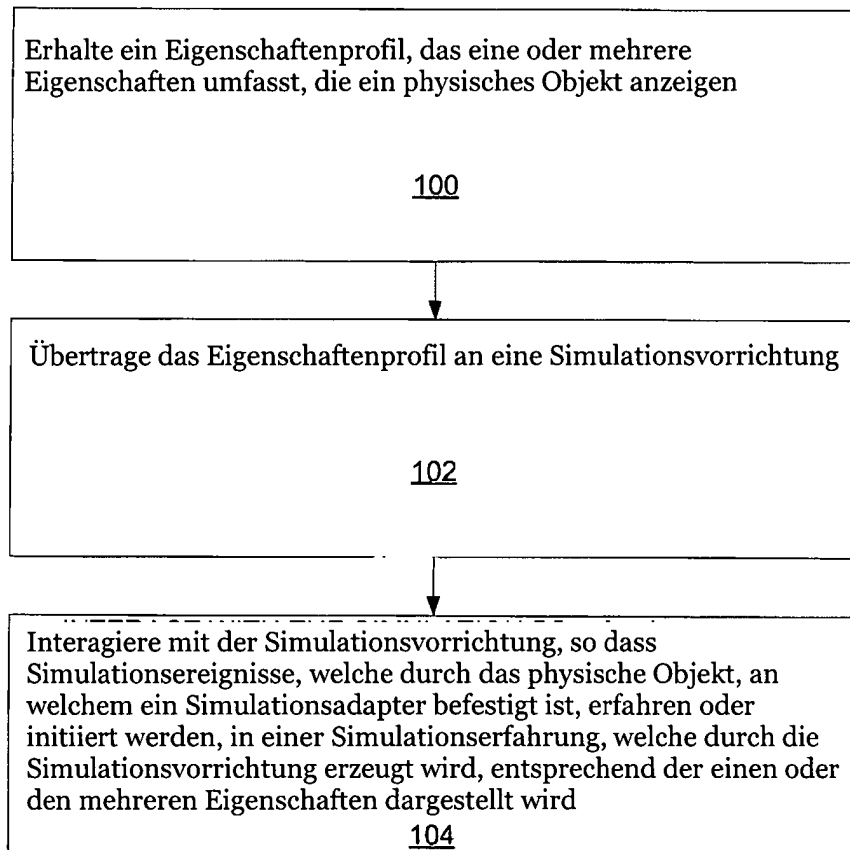 Erhalte ein Eigenschaftenprofil, das eine oder mehrere
Eigenschaften umfasst, die ein physisches Objekt anzeigen
100
Übertrage das Eigenschaftenprofil an eine Simulationsvorrichtung
102
Interagiere mit der Simulationsvorrichtung, so dass
Simulationsereignisse, welche durch das physische Objekt, an
welchem ein Simulationsadapter befestigt ist, erfahren oder
initiiert werden, in einer Simulationserfahrung, welche durch die
Simulationsvorrichtung erzeugt wird, entsprechend der einen oder
den mehreren Eigenschaften dargestellt wird
104